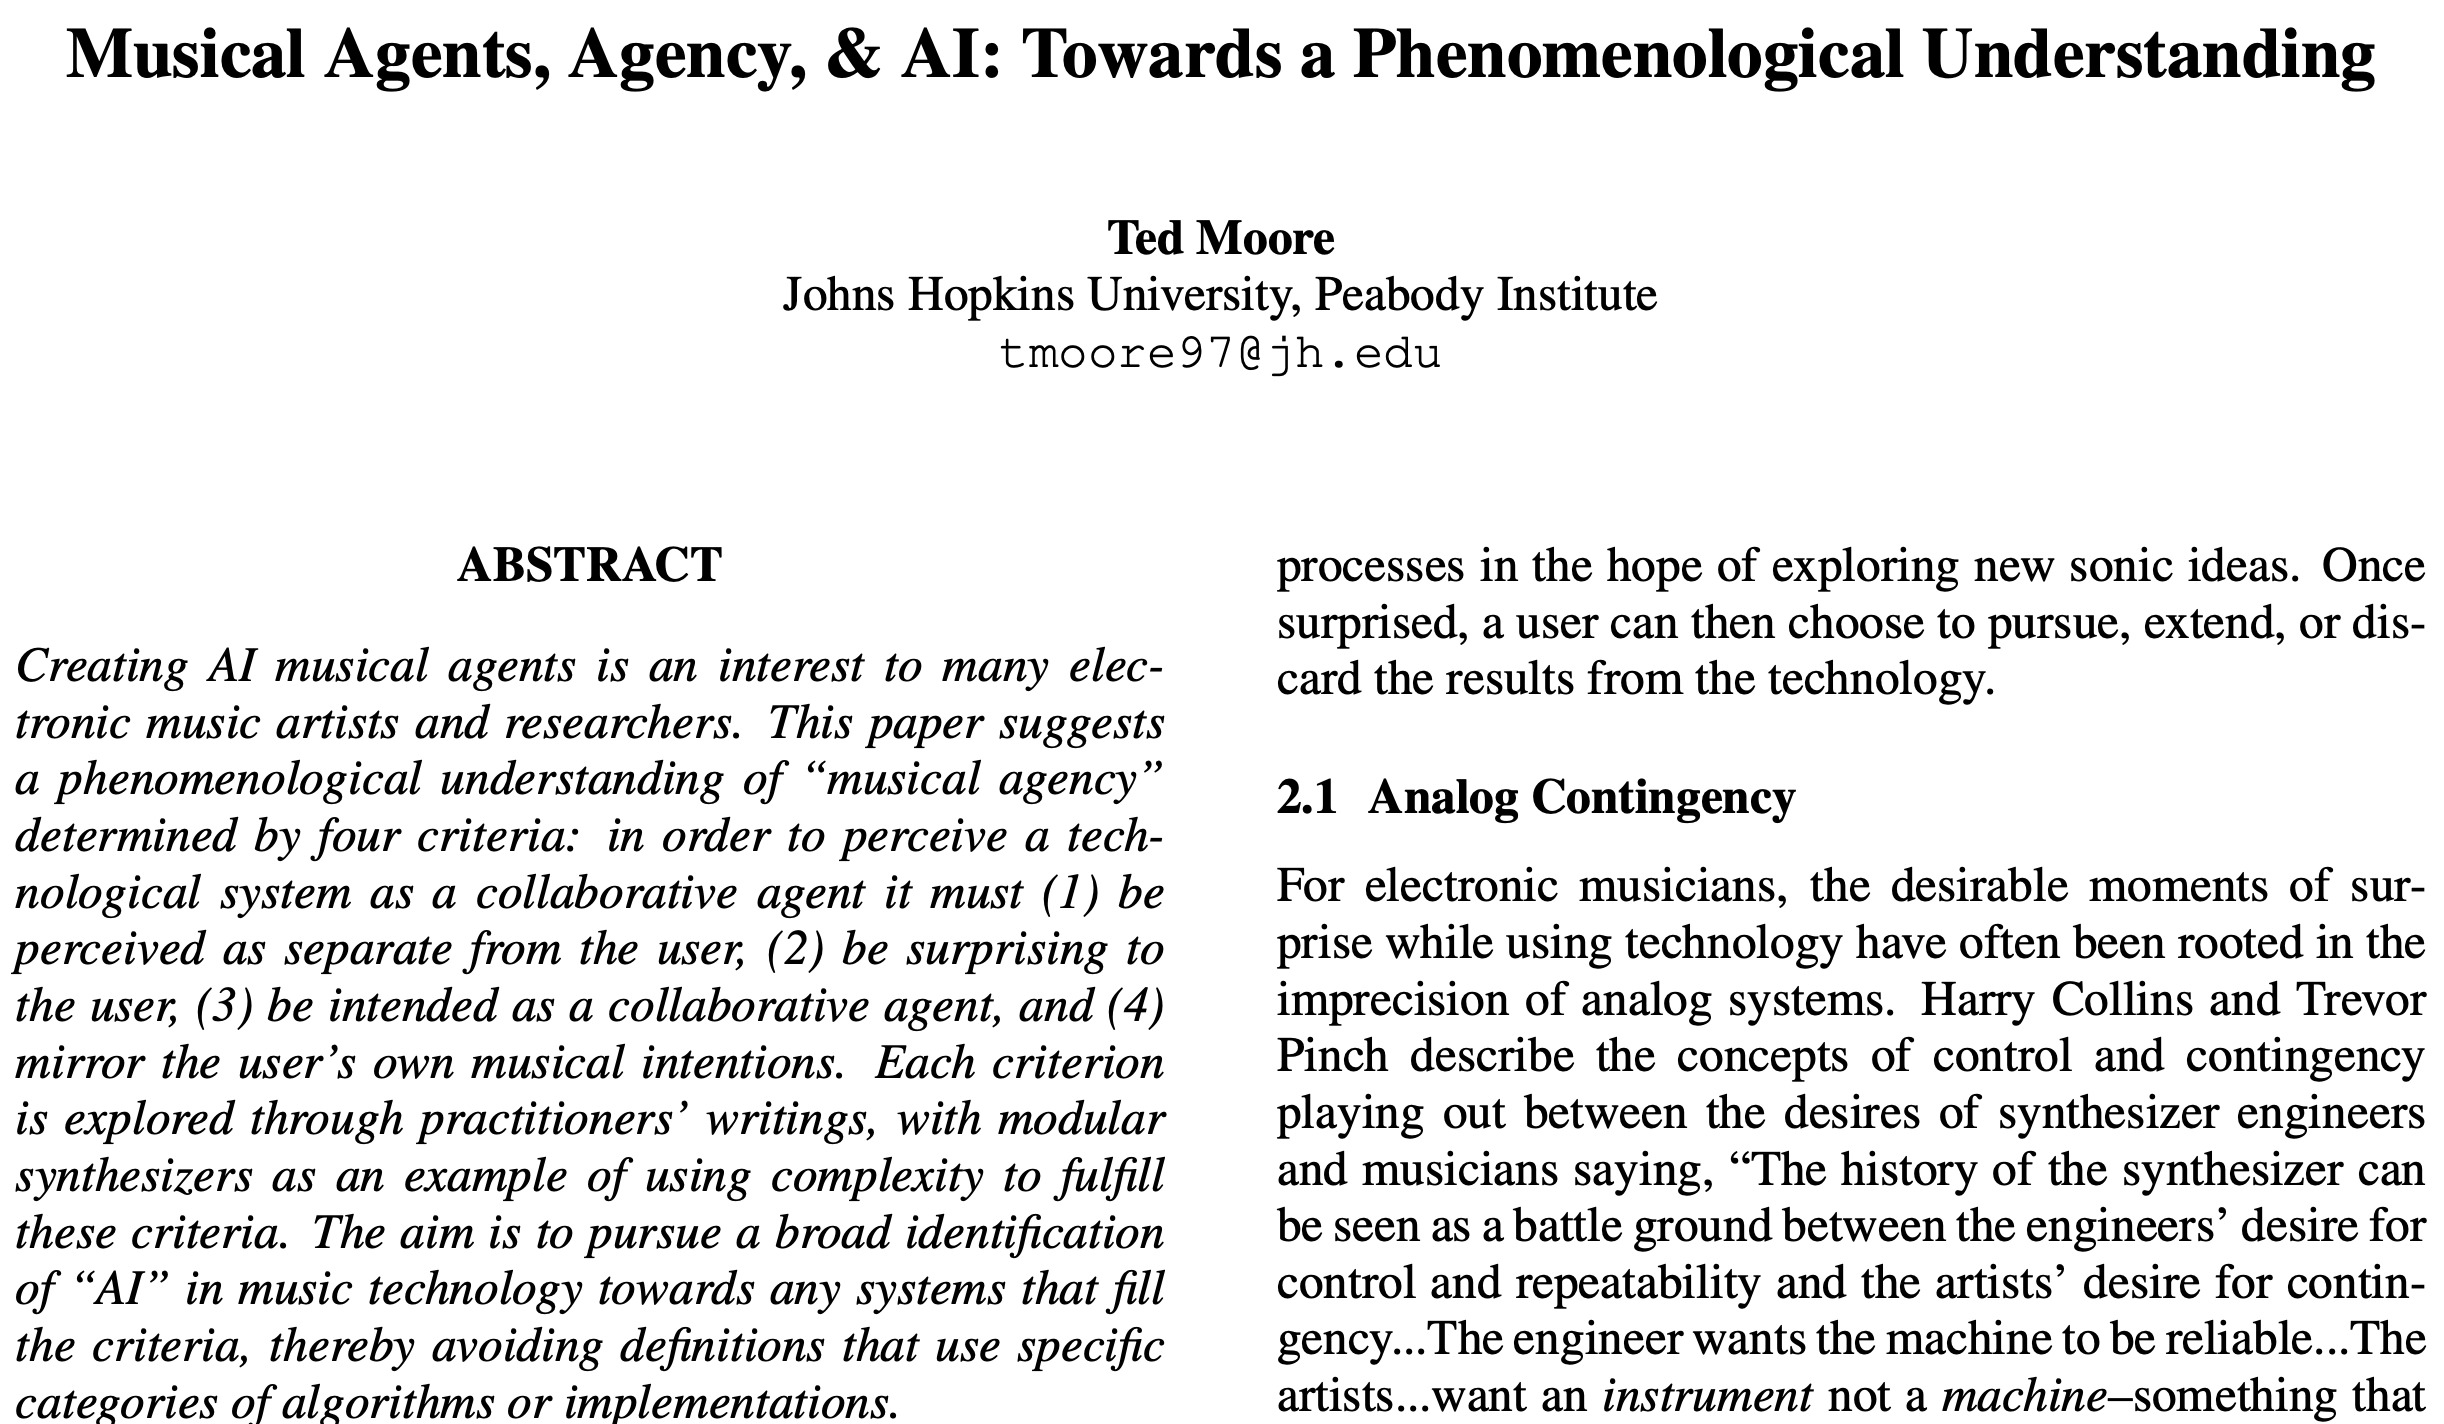 Musical Agents, Agency, & AI: Towards a Phenomenological Understanding
Ted Moore
Johns Hopkins University, Peabody Institute
tmoore97@jh.edu
ABSTRACT
Creating AI musical agents is an interest to many elec-
tronic music artists and researchers. This paper suggests
a phenomenological understanding of “musical agency”
determined by four criteria: in order to perceive a tech-
nological system as a collaborative agent it must (1) be
perceived as separate from the user, (2) be surprising to
the user, (3) be intended as a collaborative agent, and (4)
mirror the user’s own musical intentions. Each criterion
is explored through practitioners’ writings, with modular
synthesizers as an example of using complexity to fulfill
these criteria. The aim is to pursue a broad identification
of “AI” in music technology towards any systems that fill
the criteria, thereby avoiding definitions that use specific
categories of algorithms or implementations.
processes in the hope of exploring new sonic ideas. Once
surprised, a user can then choose to pursue, extend, or dis-
card the results from the technology.
2.1 Analog Contingency
For electronic musicians, the desirable moments of sur-
prise while using technology have often been rooted in the
imprecision of analog systems. Harry Collins and Trevor
Pinch describe the concepts of control and contingency
playing out between the desires of synthesizer engineers
and musicians saying, “The history of the synthesizer can
be seen as a battle ground between the engineers’ desire for
control and repeatability and the artists’ desire for contin-
gency...The engineer wants the machine to be reliable...The
artists...want an instrument not a machine–something that